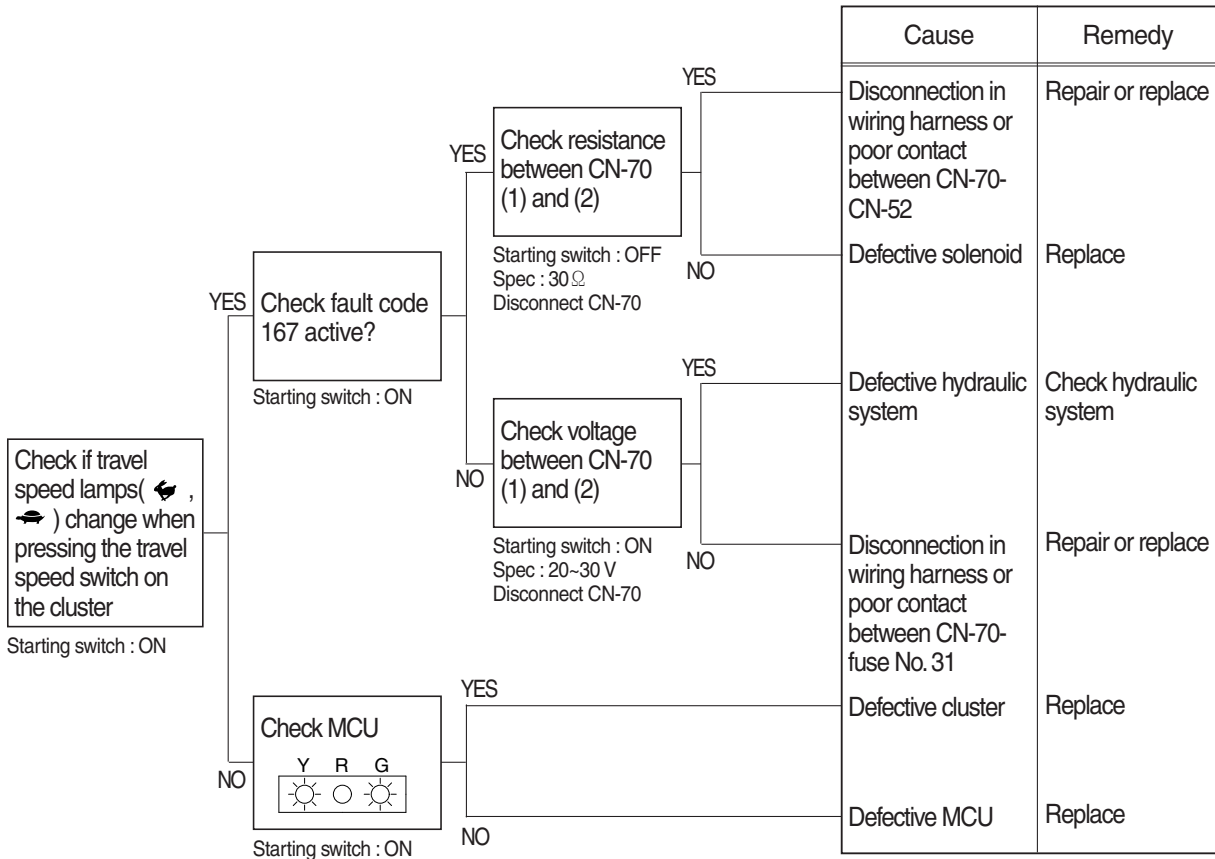 Check if travel
speed lamps( ,
) change when
pressing the travel
speed switch on
the cluster
Starting switch : ON
YES
Check fault code
167 active?
Starting switch : ON
YES
Check resistance
between CN-70
(1) and (2)
Starting switch : OFF
Spec : 30Ω
Disconnect CN-70
YES
NO
NO
Check voltage
between CN-70
(1) and (2)
Starting switch : ON
Spec : 20~30 V
Disconnect CN-70
YES
NO
NO
Check MCU
Y R G
Starting switch : ON
YES
NO
Cause Remedy
Disconnection in Repair or replace
wiring harness or
poor contact
between CN-70-
CN-52
Defective solenoid Replace
Defective hydraulic Check hydraulic
system system
Disconnection in Repair or replace
wiring harness or
poor contact
between CN-70-
fuse No. 31
Defective cluster Replace
Defective MCU Replace